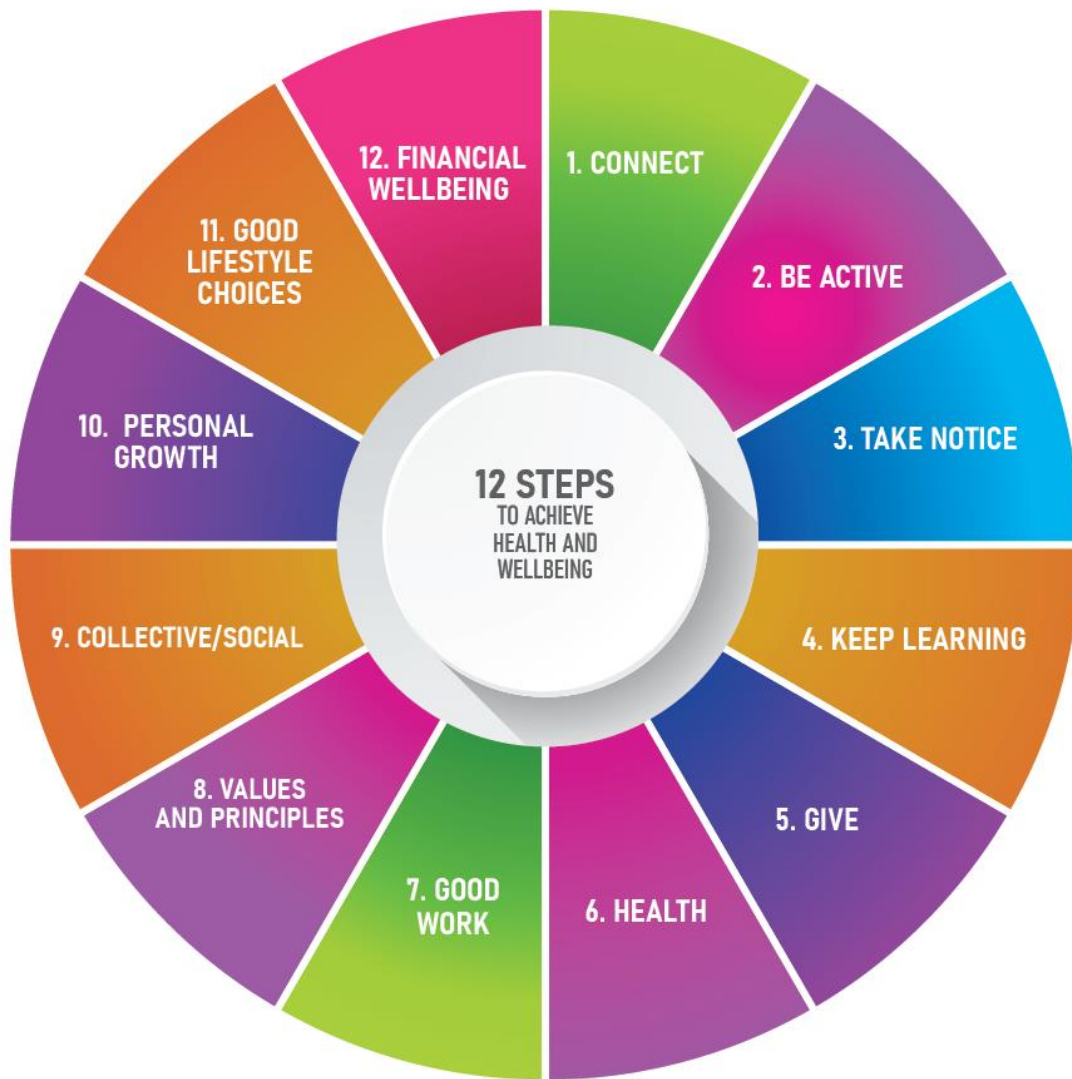 12 STEPS
TO ACHIEVE
HEALTH AND
WELLBEING
1. CONNECT
2. BE ACTIVE
3. TAKE NOTICE
4. KEEP LEARNING
5. GIVE
6. HEALTH
7. GOOD
WORK
8. VALUES
AND PRINCIPLES
9. COLLECTIVE/SOCIAL
10. PERSONAL
GROWTH
11. GOOD
LIFESTYLE
CHOICES
12. FINANCIAL
WELLBEING